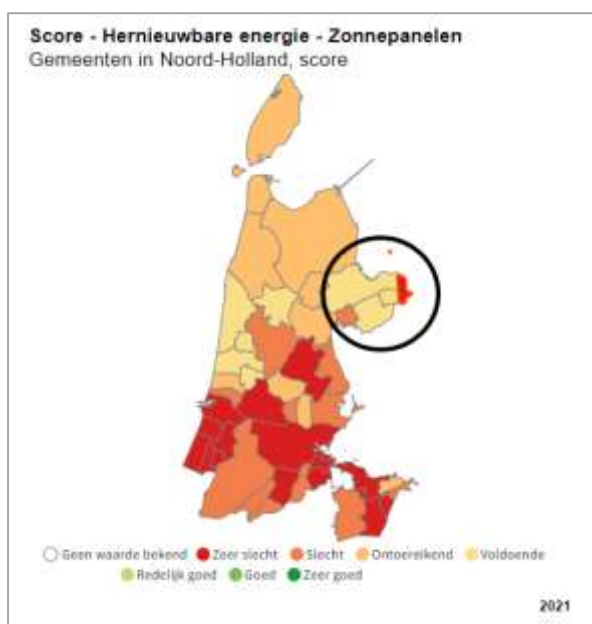 Score - Hernieuwbare energie - Zonnepanelen
Gemeenten in Noord-Holland, score
Geen waarde bekend Zeer slecht Slecht Ontoereikend Voldoende
Redelijk goed Goed Zeer goed
2021